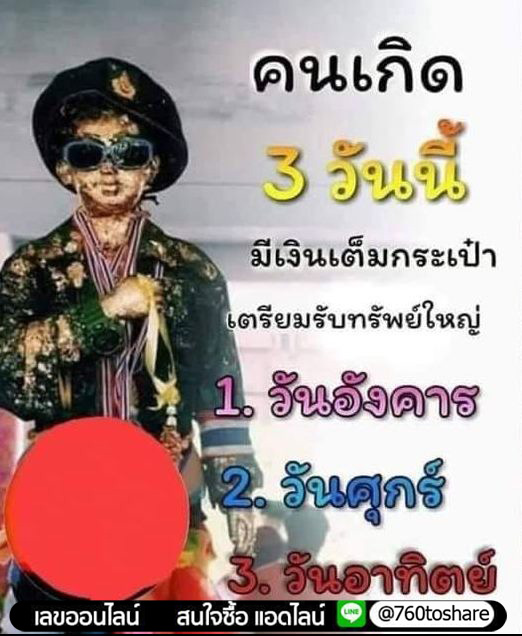 คนเกิด
3 วันนี้
มีเงินเต็มกระเป๋า
เตรียมรับทรัพย์ใหญ่
1. วันอังคาร
2. วันศุกร์
3. วันอาทิตย์
เลขออนไลน์ สนใจซื้อ แอดไลน์ LINE @760toshare